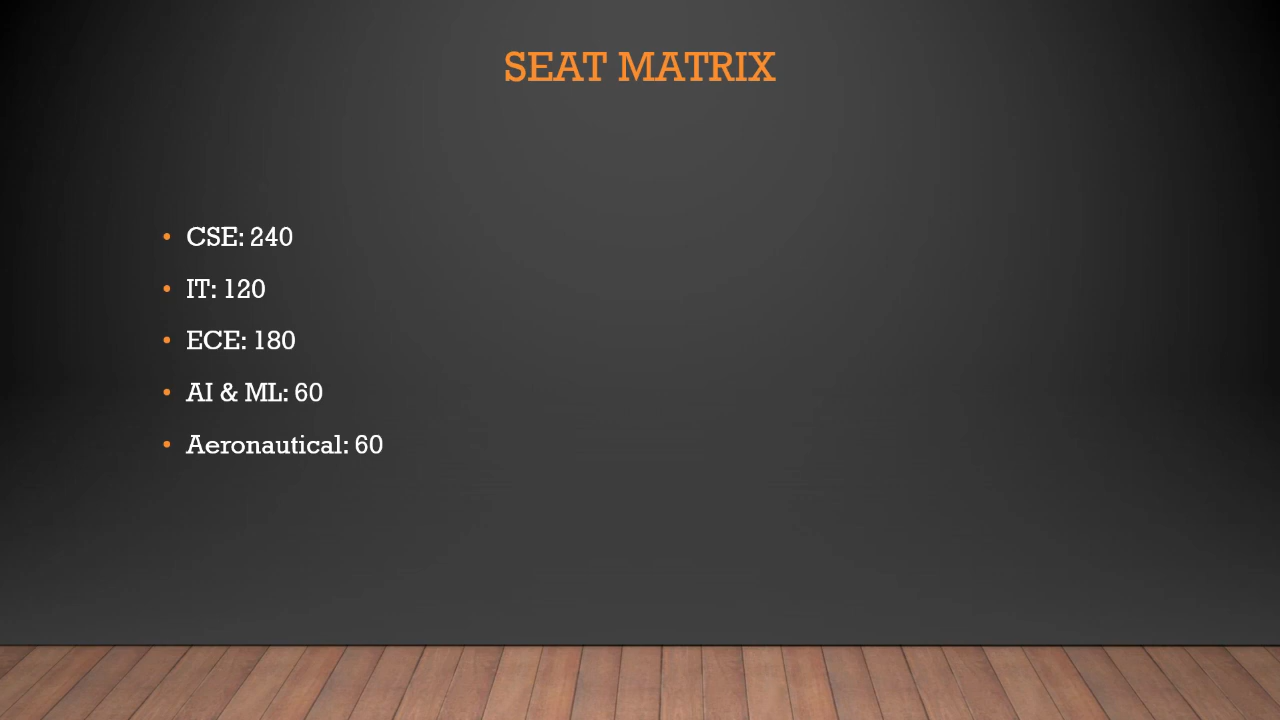 SEAT MATRIX
• CSE: 240
• IT: 120
• ECE: 180
• AI & ML: 60
• Aeronautical: 60